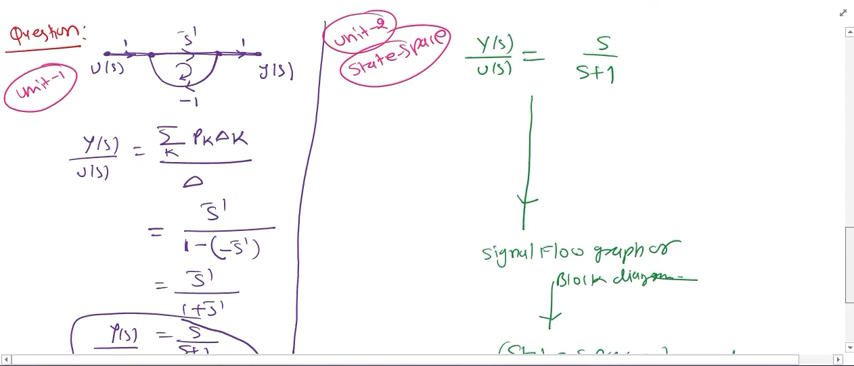 Question:
1 s⁻¹ 1
U(s) Y(s)
-1
Unit-1
Y(s)/U(s) = Σ_K P_K Δ_K / Δ
= s⁻¹ / 1-(-s⁻¹)
= s⁻¹ / 1+s⁻¹
Y(s) = s / s+1
Unit-2
State-Space
Y(s)/U(s) = s / s+1
Signal Flow graph or
Block diagram